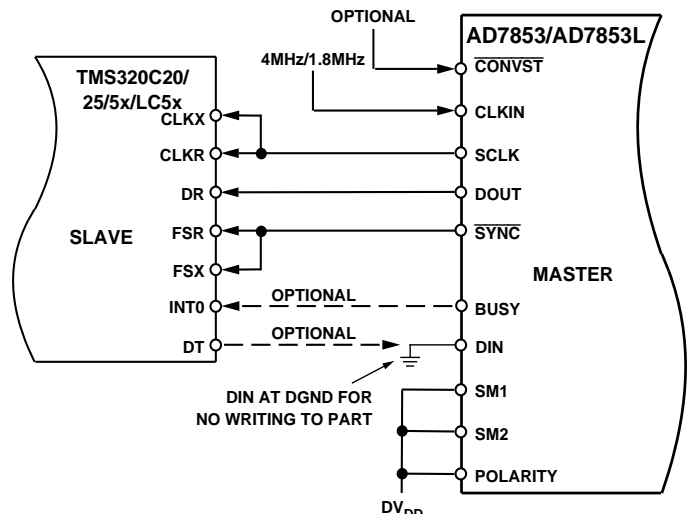 OPTIONAL
AD7853/AD7853L
4MHz/1.8MHz
CONVST
TMS320C20/
25/5x/LC5x
CLKX
CLKIN
CLKR
SCLK
DR
DOUT
FSR
SYNC
SLAVE
FSX
MASTER
INT0
OPTIONAL
BUSY
DT
OPTIONAL
DIN
DIN AT DGND FOR
NO WRITING TO PART
SM1
SM2
POLARITY
DVDD